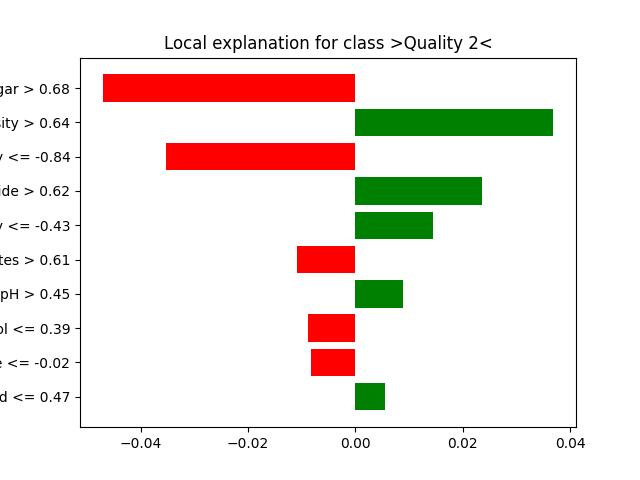 Local explanation for class >Quality 2<
gar > 0.68
sity > 0.64
y <= -0.84
ide > 0.62
y <= -0.43
tes > 0.61
pH > 0.45
ol <= 0.39
e <= -0.02
d <= 0.47
−0.04 −0.02 0.00 0.02 0.04